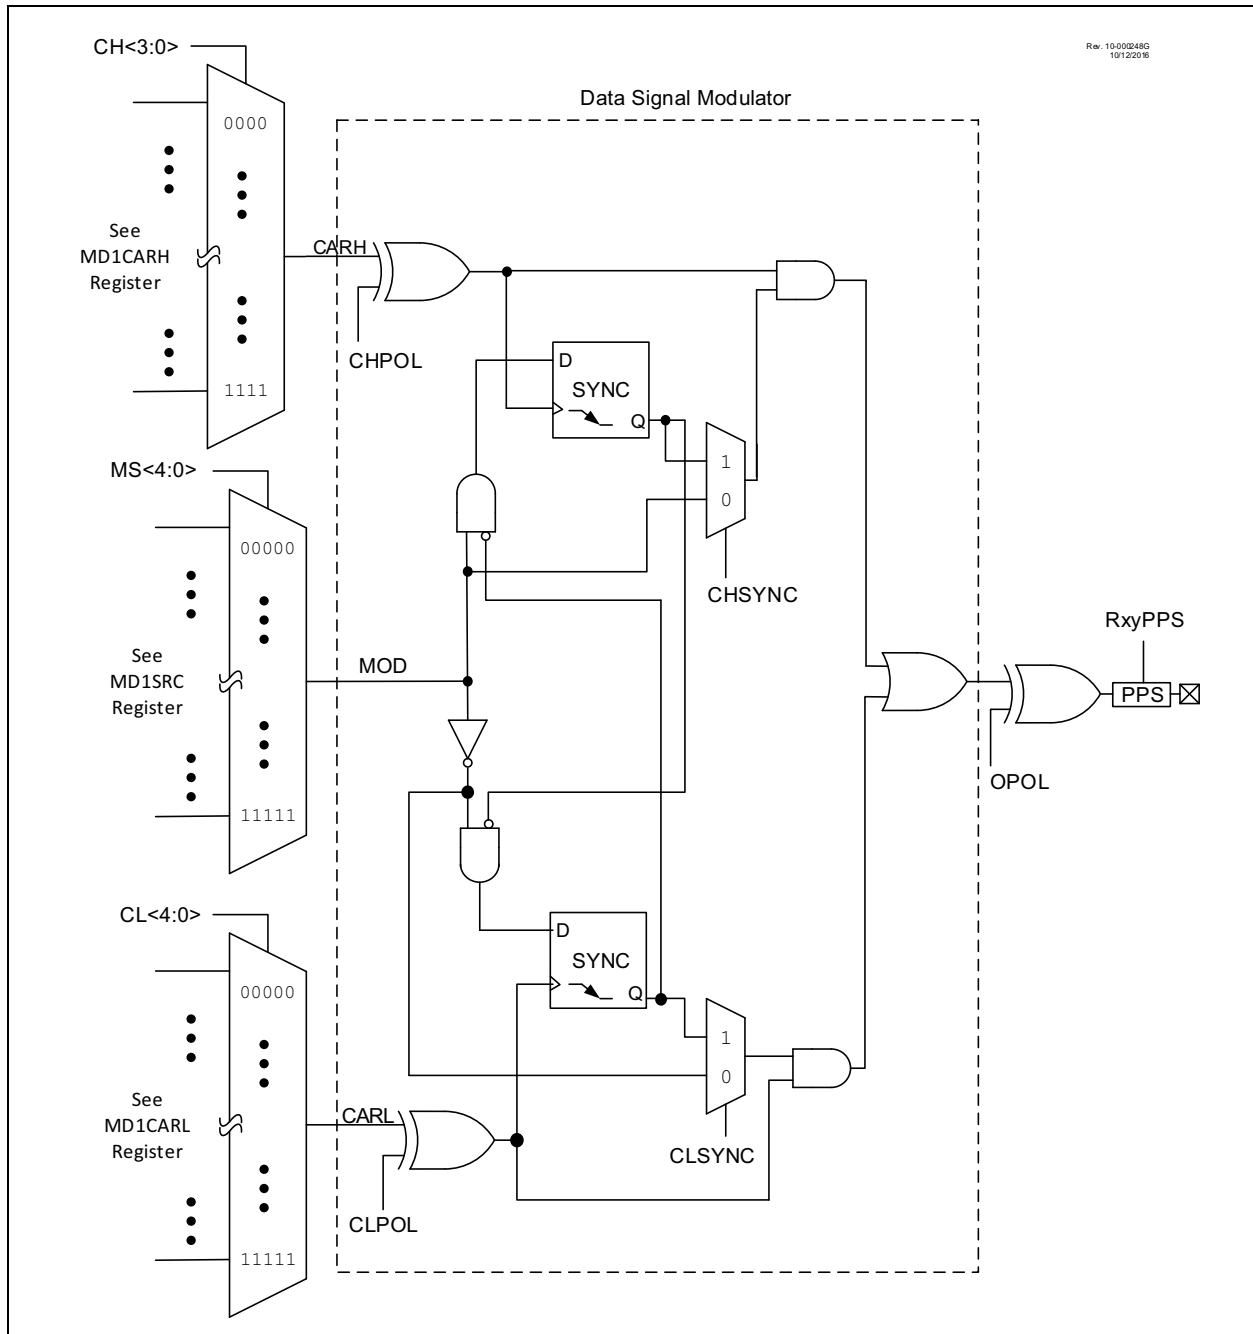 CH<3:0>
Rev. 10-000248G
10/12/2016
Data Signal Modulator
0000
See
MD1CARH
Register
CARH
1111
CHPOL
D
SYNC
Q
1
0
CHSYNC
MS<4:0>
00000
See
MD1SRC
Register
MOD
11111
RxyPPS
PPS
OPOL
CL<4:0>
00000
D
SYNC
Q
1
0
CLSYNC
See
MD1CARL
Register
CARL
11111
CLPOL